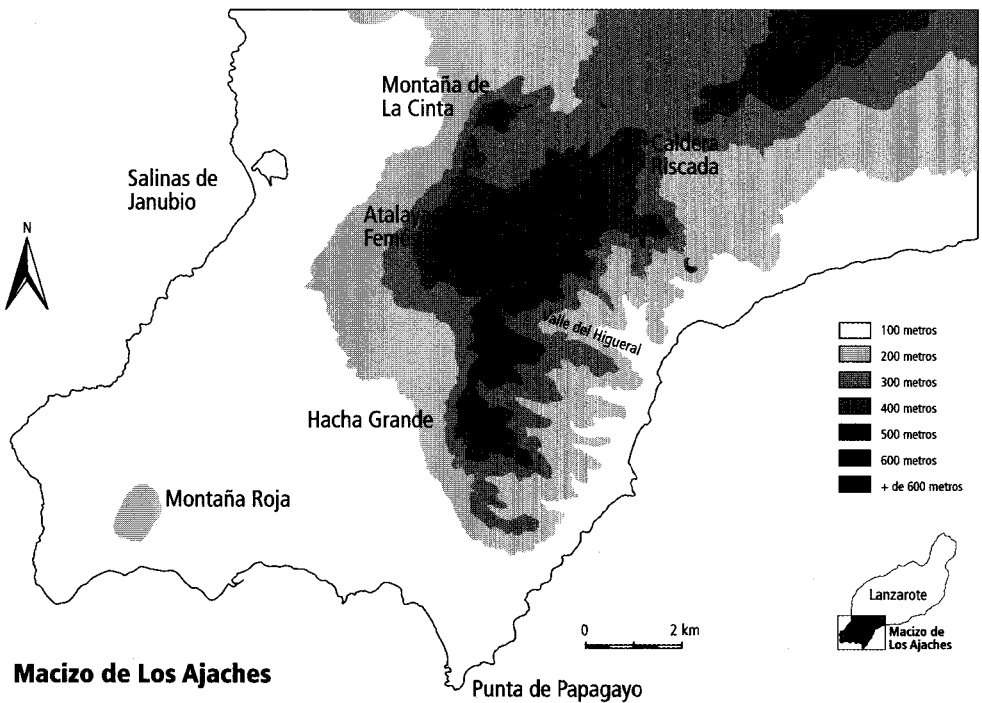 Montaña de
La Cinta
Caldera
Riscada
Salinas de
Janubio
Atalaya
Femés
N
Valle del Higueral
100 metros
200 metros
300 metros
400 metros
500 metros
600 metros
+ de 600 metros
Hacha Grande
Montaña Roja
Lanzarote
Macizo de
Los Ajaches
0 2 km
Macizo de Los Ajaches
Punta de Papagayo